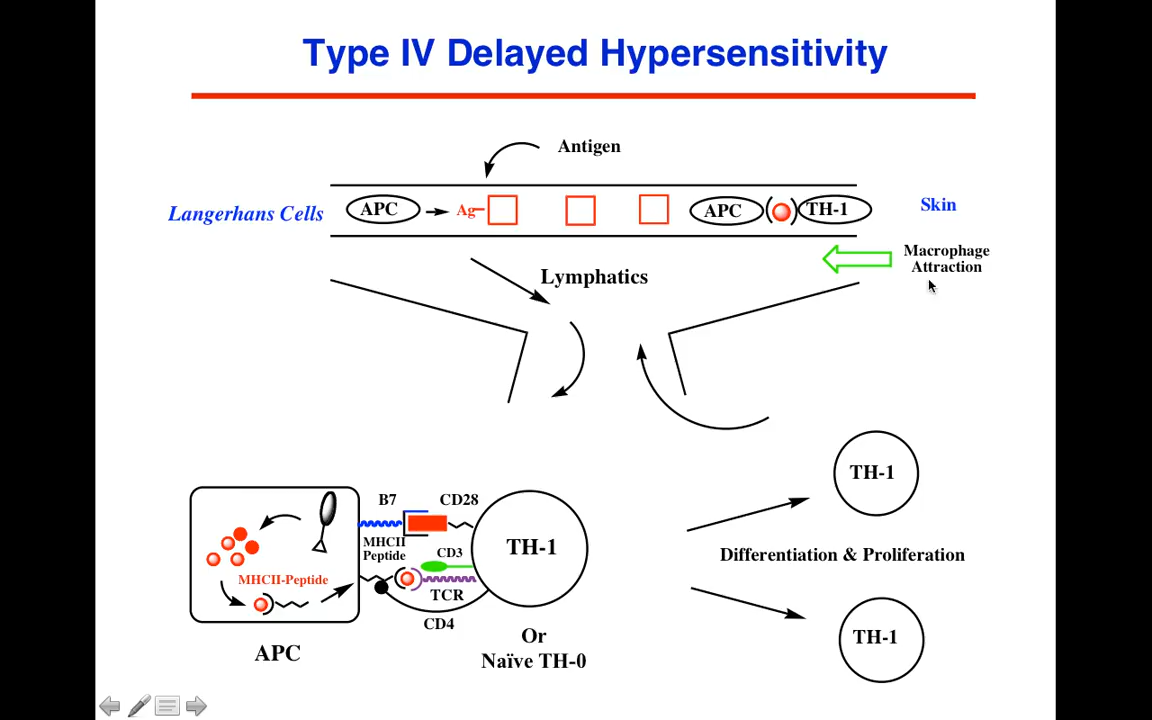 Type IV Delayed Hypersensitivity
Antigen
Langerhans Cells
APC
Ag
APC
TH-1
Skin
Macrophage
Attraction
Lymphatics
B7
CD28
MHCII
Peptide
CD3
TH-1
MHCII-Peptide
TCR
CD4
APC
Or
Naïve TH-0
TH-1
Differentiation & Proliferation
TH-1